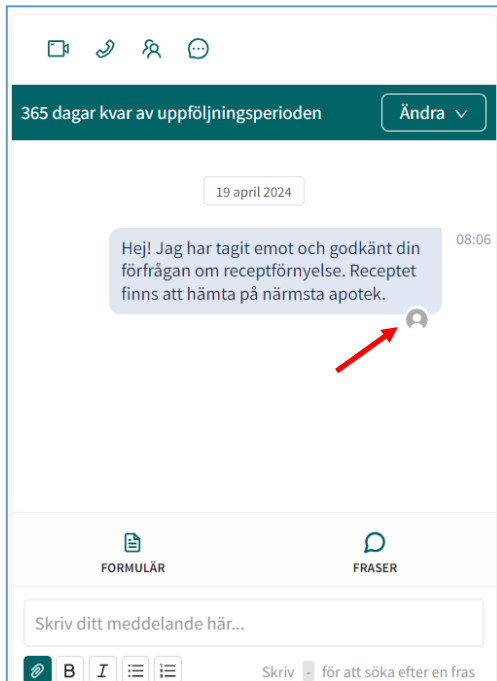 365 dagar kvar av uppföljningsperioden
Ändra
19 april 2024
Hej! Jag har tagit emot och godkänt din
förfrågan om receptförnyelse. Receptet
finns att hämta på närmsta apotek.
08:06
FORMULÄR
FRASER
Skriv ditt meddelande här...
B I
Skriv - för att söka efter en fras